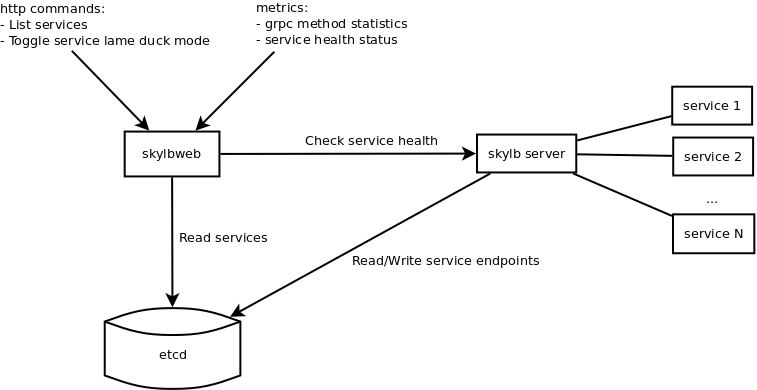 http commands:
- List services
- Toggle service lame duck mode
metrics:
- grpc method statistics
- service health status
skylbweb
Check service health
skylb server
service 1
service 2
...
service N
Read services
Read/Write service endpoints
etcd